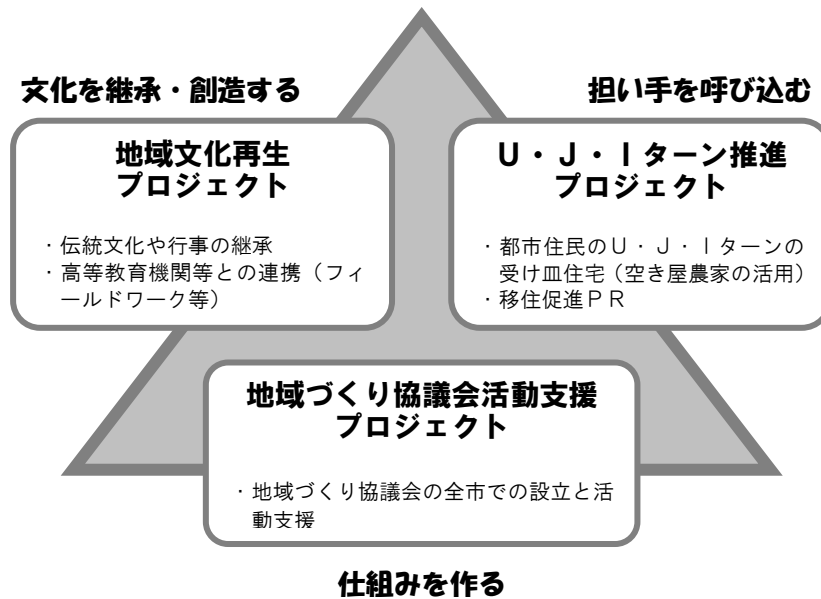 文化を継承・創造する
地域文化再生
プロジェクト
・伝統文化や行事の継承
・高等教育機関等との連携（フィ
ールドワーク等）
担い手を呼び込む
Ｕ・Ｊ・Ｉターン推進
プロジェクト
・都市住民のＵ・Ｊ・Ｉターンの
受け皿住宅（空き屋農家の活用）
・移住促進ＰＲ
地域づくり協議会活動支援
プロジェクト
・地域づくり協議会の全市での設立と活
動支援
仕組みを作る